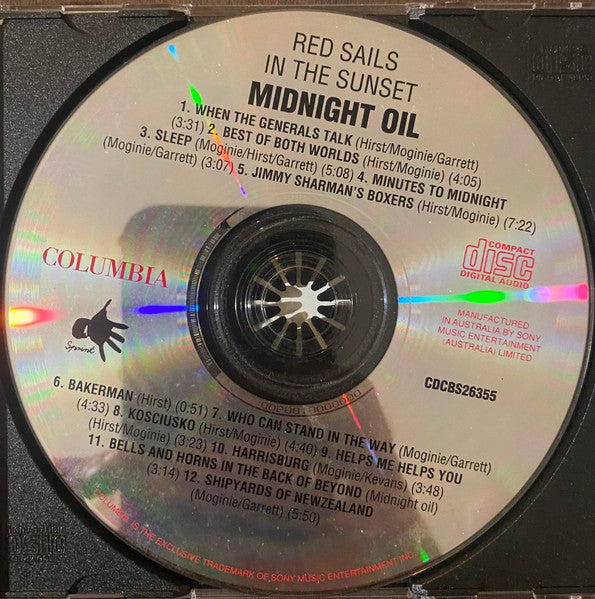 RED SAILS
IN THE SUNSET
MIDNIGHT OIL
1. WHEN THE GENERALS TALK (Hirst/Moginie/Garrett)
(3:31) 2. BEST OF BOTH WORLDS (Hirst/Moginie) (4:05)
3. SLEEP (Moginie/Hirst/Garrett) (5:08) 4. MINUTES TO MIDNIGHT
(Moginie/Garrett) (3:07) 5. JIMMY SHARMAN'S BOXERS (Hirst/Moginie) (7:22)
COLUMBIA
Sprint
COMPACT
disc
DIGITAL AUDIO
MANUFACTURED
IN AUSTRALIA BY SONY
MUSIC ENTERTAINMENT
(AUSTRALIA) LIMITED
CDCBS26355
6. BAKERMAN (Hirst) (0:51) 7. WHO CAN STAND IN THE WAY (Moginie/Garrett)
(4:33) 8. KOSCIUSKO (Hirst/Moginie) (4:40) 9. HELPS ME HELPS YOU
(Hirst/Moginie) (3:23) 10. HARRISBURG (Moginie/Kevans) (3:48)
11. BELLS AND HORNS IN THE BACK OF BEYOND (Midnight oil)
(3:14) 12. SHIPYARDS OF NEWZEALAND
(Moginie/Garrett) (5:50)
COLUMBIA IS THE EXCLUSIVE TRADEMARK OF SONY MUSIC ENTERTAINMENT INC.